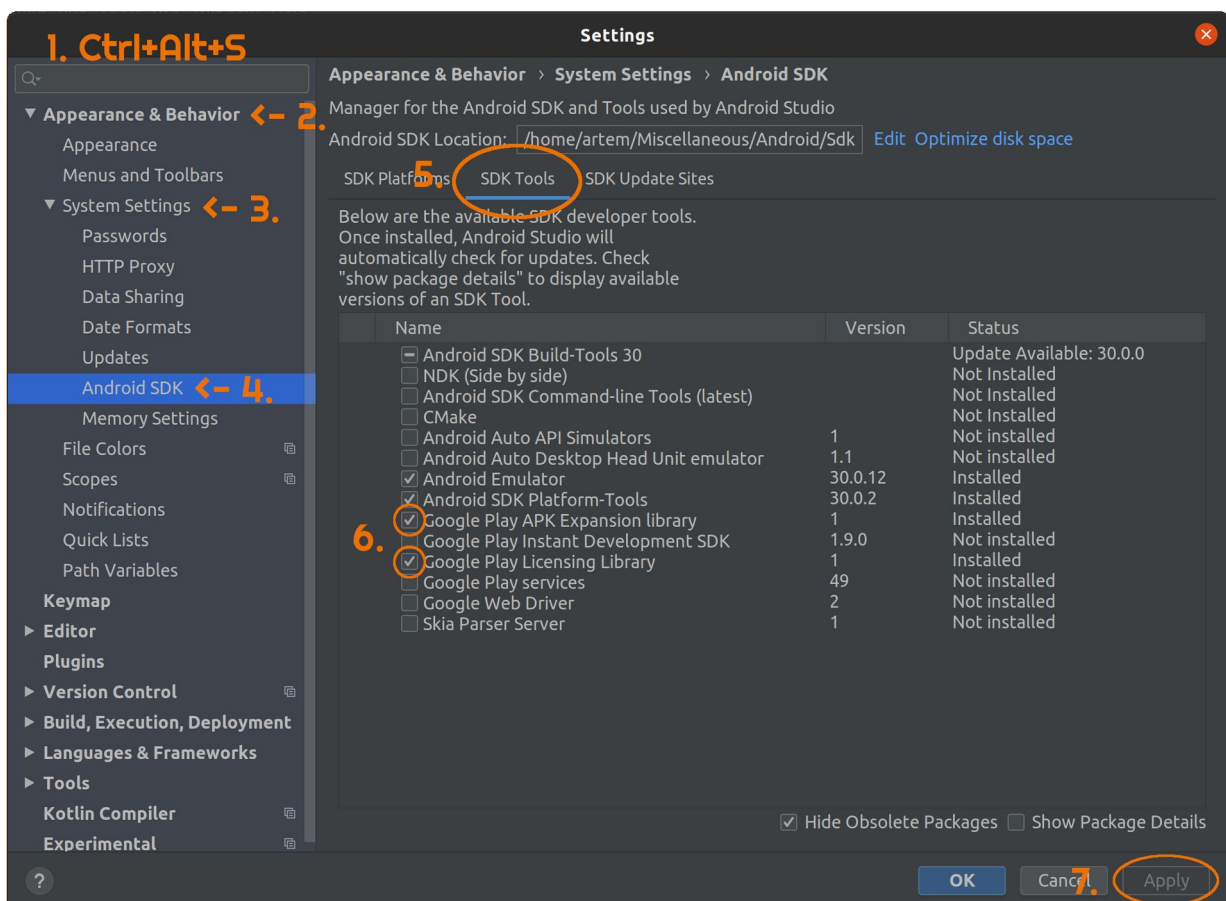 Settings
1. Ctrl+Alt+S
Appearance & Behavior <- 2.
Appearance
Menus and Toolbars
System Settings <- 3.
Passwords
HTTP Proxy
Data Sharing
Date Formats
Updates
Android SDK <- 4.
Memory Settings
File Colors
Scopes
Notifications
Quick Lists
Path Variables
Keymap
Editor
Plugins
Version Control
Build, Execution, Deployment
Languages & Frameworks
Tools
Kotlin Compiler
Experimental
Appearance & Behavior › System Settings › Android SDK
Manager for the Android SDK and Tools used by Android Studio
Android SDK Location: /home/artem/Miscellaneous/Android/Sdk Edit Optimize disk space
SDK Platforms 5. SDK Tools SDK Update Sites
Below are the available SDK developer tools.
Once installed, Android Studio will
automatically check for updates. Check
"show package details" to display available
versions of an SDK Tool.
Name Version Status
Android SDK Build-Tools 30 Update Available: 30.0.0
NDK (Side by side) Not Installed
Android SDK Command-line Tools (latest) Not Installed
CMake Not Installed
Android Auto API Simulators 1 Not installed
Android Auto Desktop Head Unit emulator 1.1 Not installed
Android Emulator 30.0.12 Installed
Android SDK Platform-Tools 30.0.2 Installed
Google Play APK Expansion library 1 Installed
6. Google Play Instant Development SDK 1.9.0 Not installed
Google Play Licensing Library 1 Installed
Google Play services 49 Not installed
Google Web Driver 2 Not installed
Skia Parser Server 1 Not installed
Hide Obsolete Packages Show Package Details
? OK Cancel 7. Apply